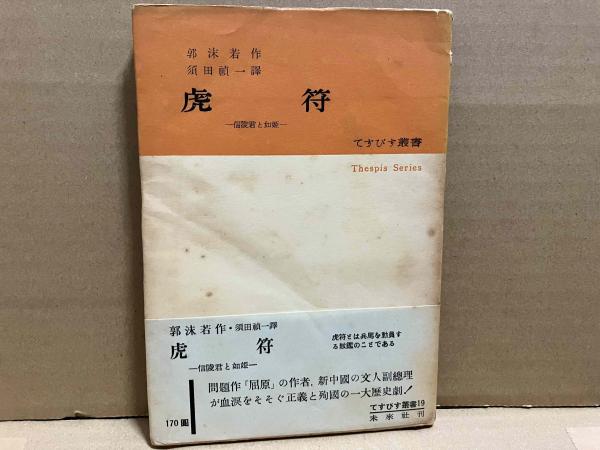 郭沫若作
須田禎一譯
虎符
—信陵君と如姫—
てすぴす叢書
Thespis Series
郭沫若作・須田禎一譯
虎符
—信陵君と如姫—
虎符とは兵馬を動員す
る割鑑のことである
問題作「屈原」の作者，新中國の文人副總理
が血涙をそそぐ正義と殉國の一大歴史劇！
170圓
てすぴす叢書19
未來社刊